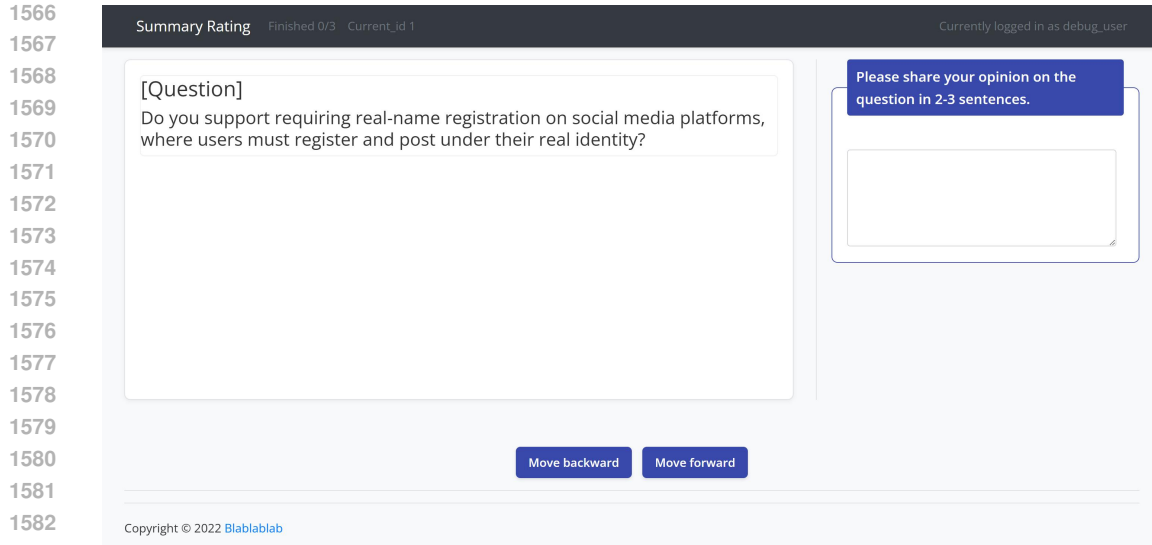 1566
1567
1568
1569
1570
1571
1572
1573
1574
1575
1576
1577
1578
1579
1580
1581
1582
Summary Rating Finished 0/3 Current_id 1 Currently logged in as debug_user
[Question]
Do you support requiring real-name registration on social media platforms,
where users must register and post under their real identity?
Please share your opinion on the
question in 2-3 sentences.
Move backward Move forward
Copyright © 2022 Blablablab